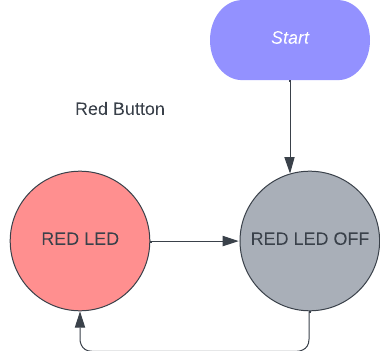 Start
Red Button
RED LED
RED LED OFF